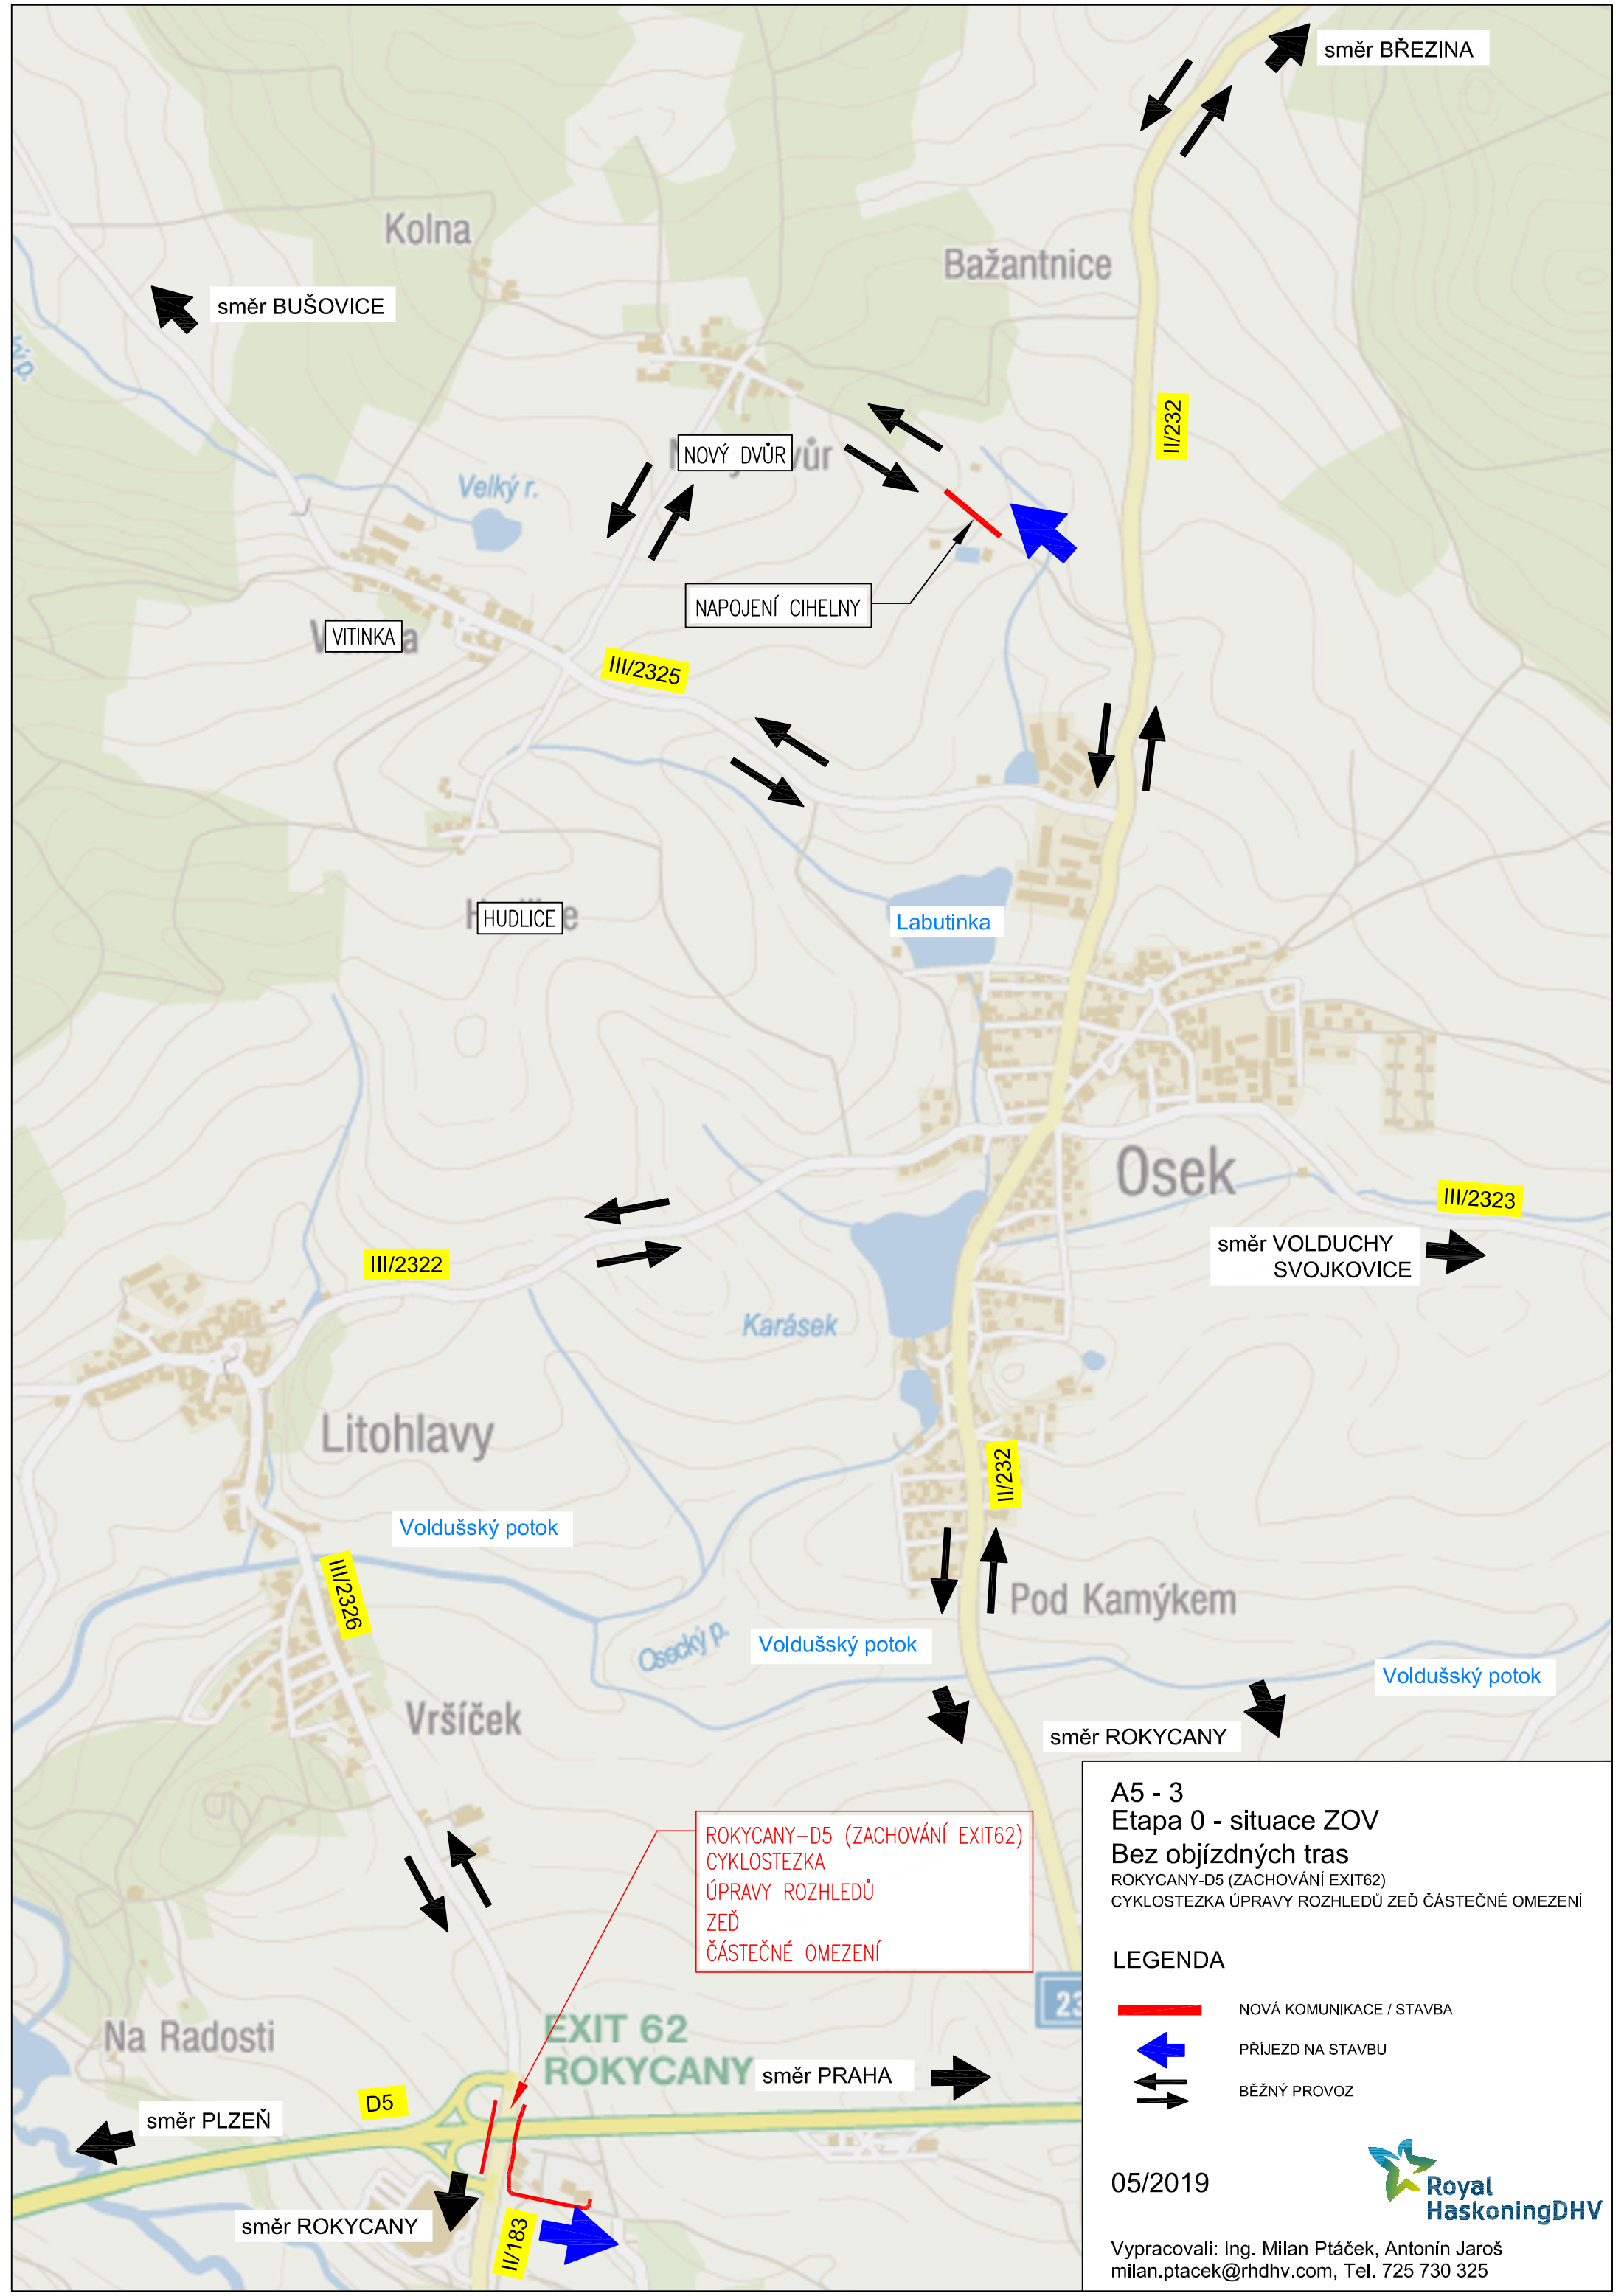 směr BŘEZINA
Kolna
Bažantnice
směr BUŠOVICE
II/232
NOVÝ DVŮR
Velký r.
NAPOJENÍ CIHELNY
VITINKA
III/2325
HUDLICE
Labutinka
Osek
III/2323
směr VOLDUCHY
SVOJKOVICE
III/2322
Karásek
Litohlavy
II/232
Voldušský potok
III/2326
Pod Kamýkem
Osecký p.
Voldušský potok
Voldušský potok
Vršíček
směr ROKYCANY
ROKYCANY-D5 (ZACHOVÁNÍ EXIT62)
CYKLOSTEZKA
ÚPRAVY ROZHLEDŮ
ZEĎ
ČÁSTEČNÉ OMEZENÍ
Na Radosti
EXIT 62
ROKYCANY
23
směr PRAHA
D5
směr PLZEŇ
směr ROKYCANY
II/183
A5 - 3
Etapa 0 - situace ZOV
Bez objízdných tras
ROKYCANY-D5 (ZACHOVÁNÍ EXIT62)
CYKLOSTEZKA ÚPRAVY ROZHLEDŮ ZEĎ ČÁSTEČNÉ OMEZENÍ
LEGENDA
NOVÁ KOMUNIKACE / STAVBA
PŘÍJEZD NA STAVBU
BĚŽNÝ PROVOZ
05/2019
Royal
HaskoningDHV
Vypracovali: Ing. Milan Ptáček, Antonín Jaroš
milan.ptacek@rhdhv.com, Tel. 725 730 325